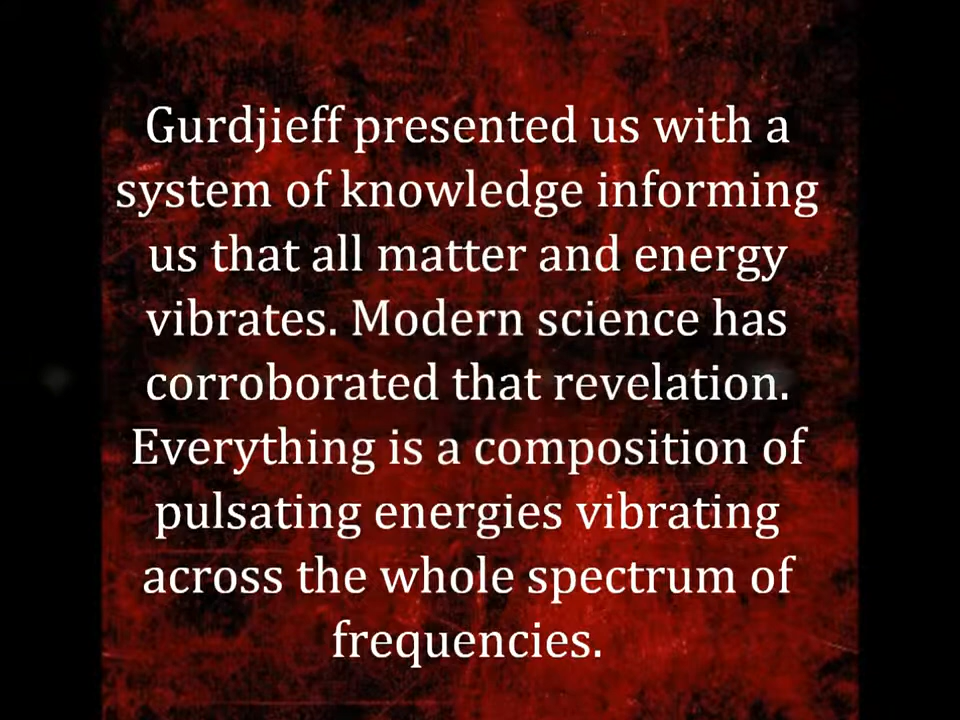 Gurdjieff presented us with a
system of knowledge informing
us that all matter and energy
vibrates. Modern science has
corroborated that revelation.
Everything is a composition of
pulsating energies vibrating
across the whole spectrum of
frequencies.